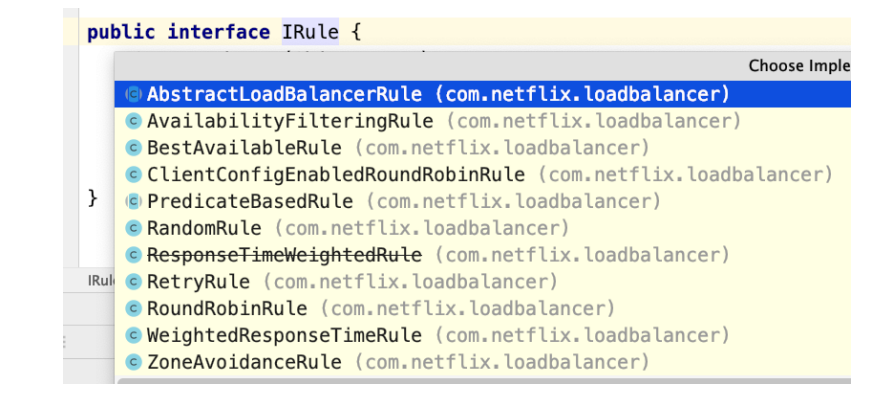 public interface IRule {
Choose Imple
AbstractLoadBalancerRule (com.netflix.loadbalancer)
AvailabilityFilteringRule (com.netflix.loadbalancer)
BestAvailableRule (com.netflix.loadbalancer)
ClientConfigEnabledRoundRobinRule (com.netflix.loadbalancer)
} PredicateBasedRule (com.netflix.loadbalancer)
RandomRule (com.netflix.loadbalancer)
ResponseTimeWeightedRule (com.netflix.loadbalancer)
IRul RetryRule (com.netflix.loadbalancer)
RoundRobinRule (com.netflix.loadbalancer)
WeightedResponseTimeRule (com.netflix.loadbalancer)
ZoneAvoidanceRule (com.netflix.loadbalancer)